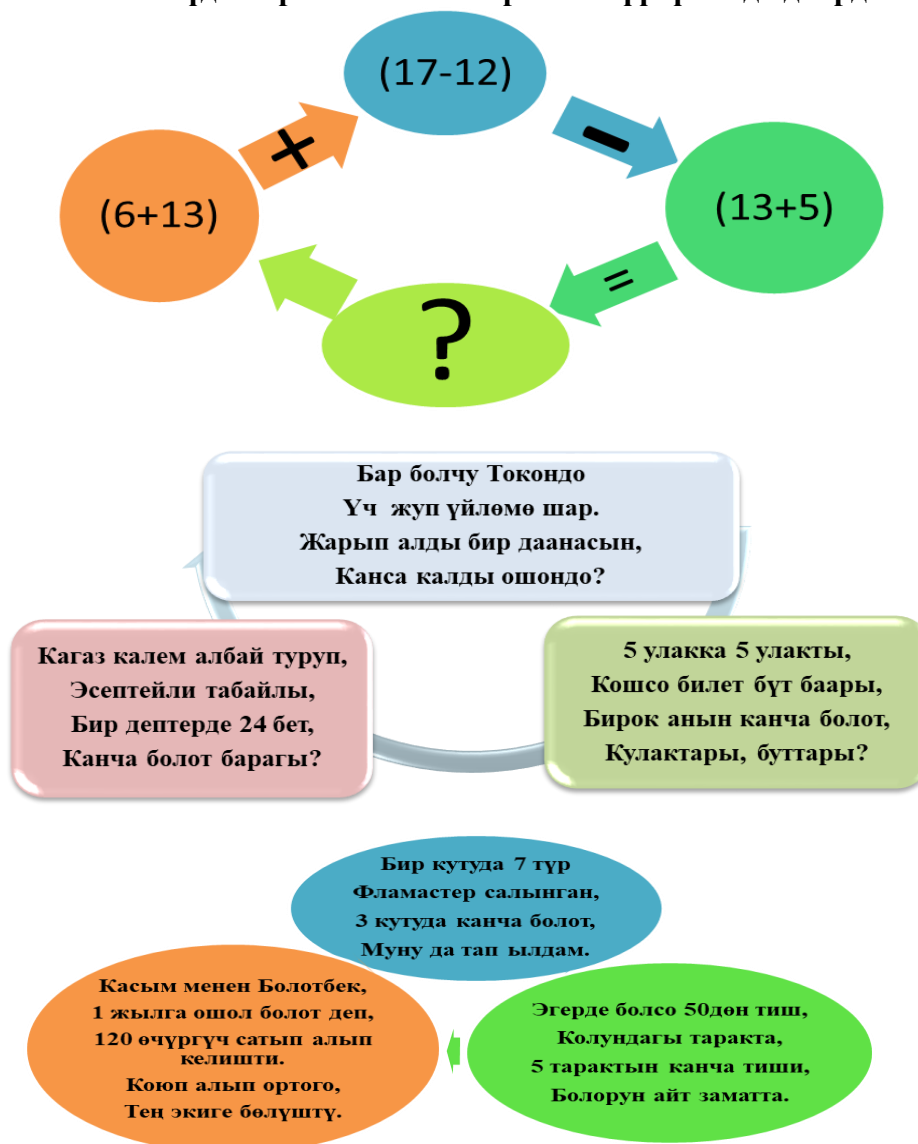 (17-12)
+
-
(6+13)
(13+5)
=
?
Бар болчу Токондо
Үч жуп үйлөмө шар.
Жарып алды бир даанасын,
Канса калды ошондо?
Кагаз калем албай туруп,
Эсептейли табайлы,
Бир дептерде 24 бет,
Канча болот барагы?
5 улакка 5 улакты,
Кошсо билет бүт баары,
Бирок анын канча болот,
Кулактары, буттары?
Бир кутуда 7 түр
Фламастер салынган,
3 кутуда канча болот,
Муну да тап ылдам.
Касым менен Болотбек,
1 жылга ошол болот деп,
120 өчүргүч сатып алып
келишти.
Коюп алып ортого,
Тең экиге бөлүштү.
Эгерде болсо 50дөн тиш,
Колундагы таракта,
5 тарактын канча тиши,
Болорун айт заматта.